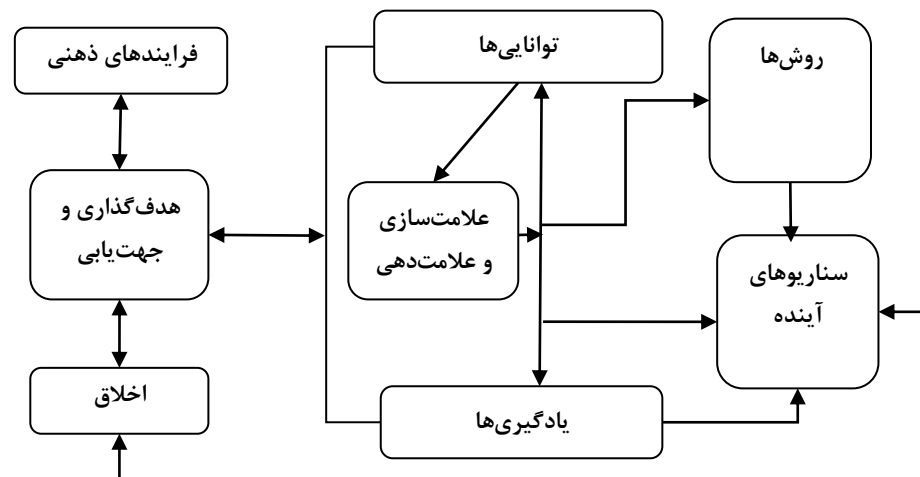 فرایندهای ذهنی
توانایی‌ها
روش‌ها
هدف‌گذاری و
جهت‌یابی
علامت‌سازی
و علامت‌دهی
سناریوهای
آینده
اخلاق
یادگیری‌ها